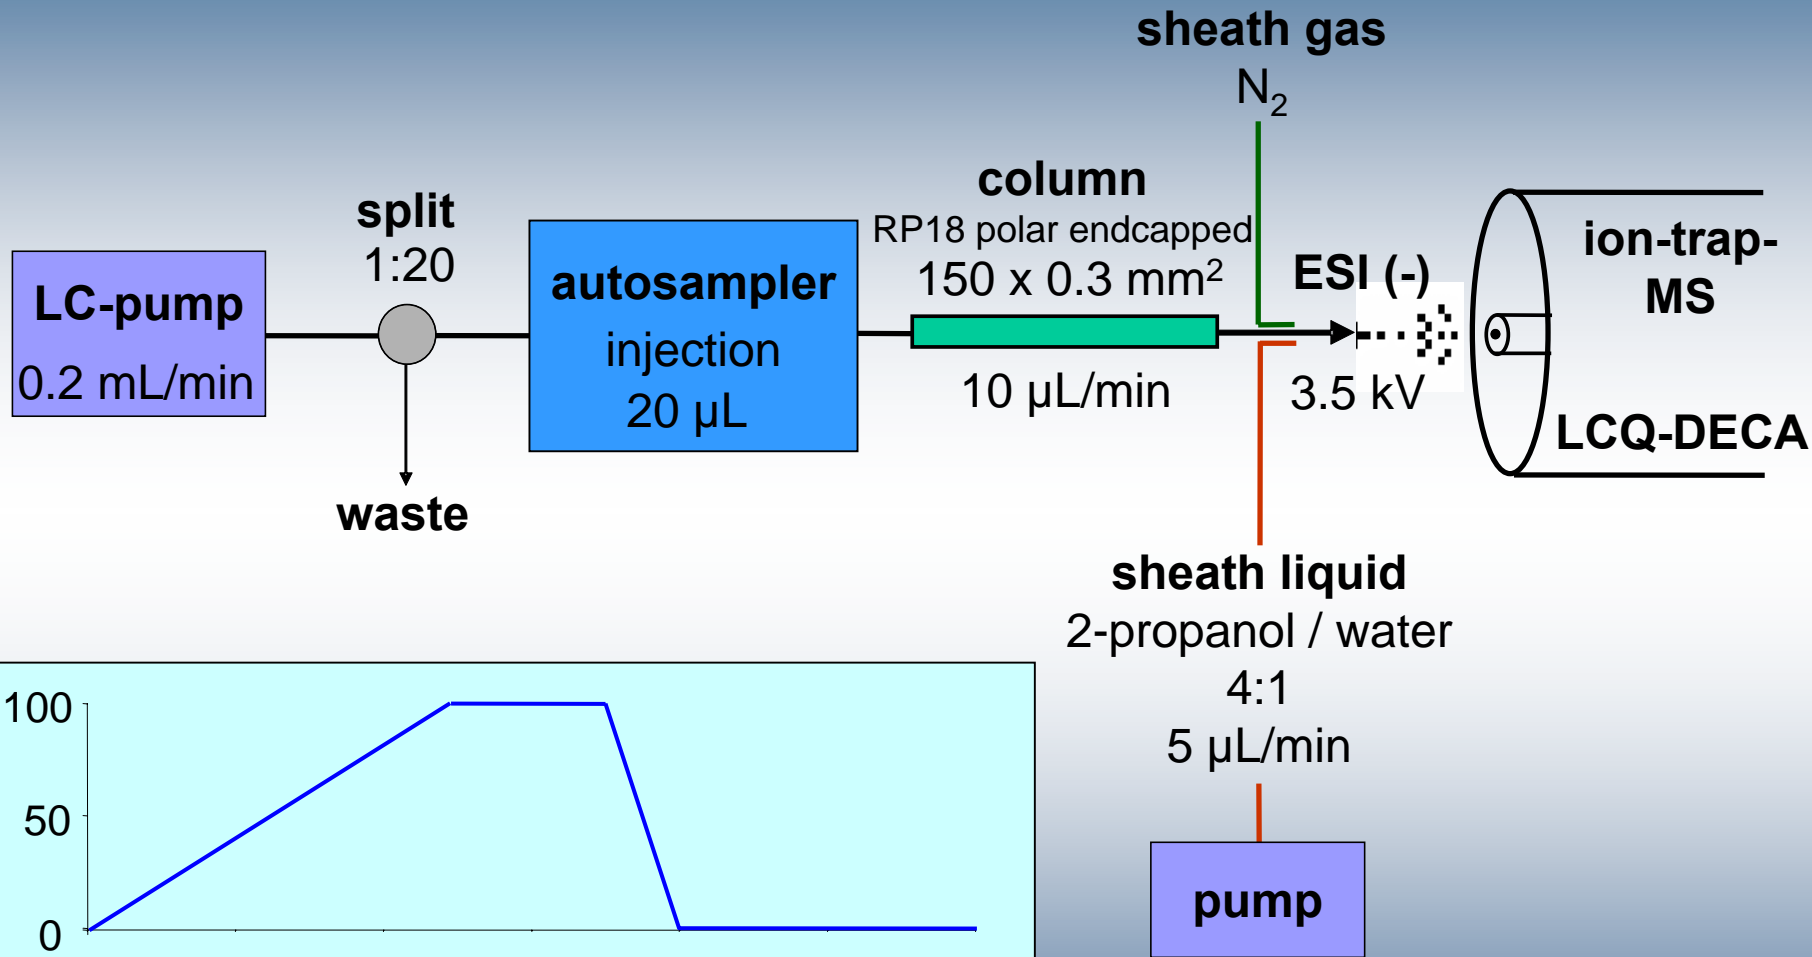 sheath gas
N₂
column
RP18 polar endcapped
150 x 0.3 mm²
10 µL/min
split
1:20
LC-pump
0.2 mL/min
waste
autosampler
injection
20 µL
ESI (-)
3.5 kV
ion-trap-
MS
LCQ-DECA
sheath liquid
2-propanol / water
4:1
5 µL/min
pump
100
50
0